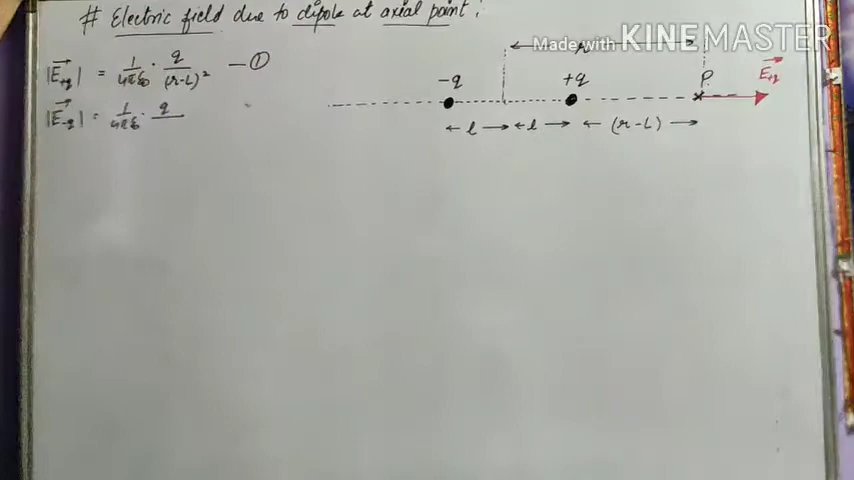 # Electric field due to dipole at axial point :
|E₊q| = 1/4πε₀ · q/(r-l)² — ①
|E₋q| = 1/4πε₀ · q/
Made with KINEMASTER
r
-q +q P E₊q
l l (r-l)